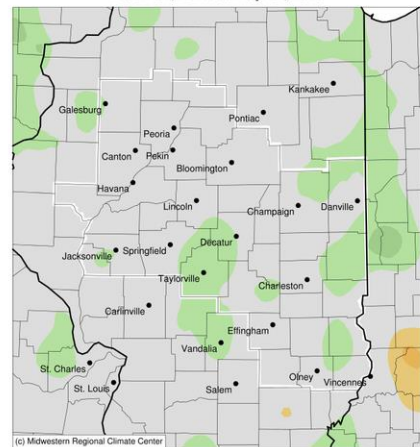 Kankakee
Galesburg
Pontiac
Peoria
Canton
Pekin
Bloomington
Havana
Lincoln
Champaign
Danville
Decatur
Springfield
Jacksonville
Taylorville
Charleston
Carlinville
Effingham
Vandalia
St. Charles
St. Louis
Salem
Olney
Vincennes
(c) Midwestern Regional Climate Center